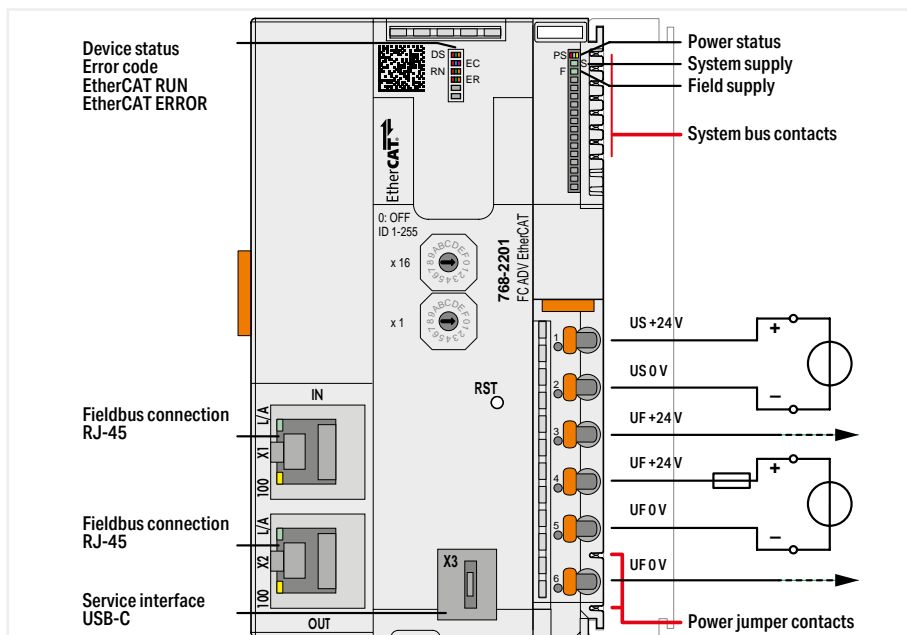 Device status
Error code
EtherCAT RUN
EtherCAT ERROR
DS
EC
RN
ER
PS
S
F
Power status
System supply
Field supply
System bus contacts
EtherCAT.
0: OFF
ID 1-255
x 16
0123456789ABCDEF
x 1
0123456789ABCDEF
768-2201
FC ADV EtherCAT
RST
1
US +24 V
+
2
US 0 V
–
3
UF +24 V
4
UF +24 V
+
5
UF 0 V
–
6
UF 0 V
Power jumper contacts
IN
Fieldbus connection
RJ-45
L/A
X1
100
Fieldbus connection
RJ-45
L/A
X2
100
OUT
X3
Service interface
USB-C